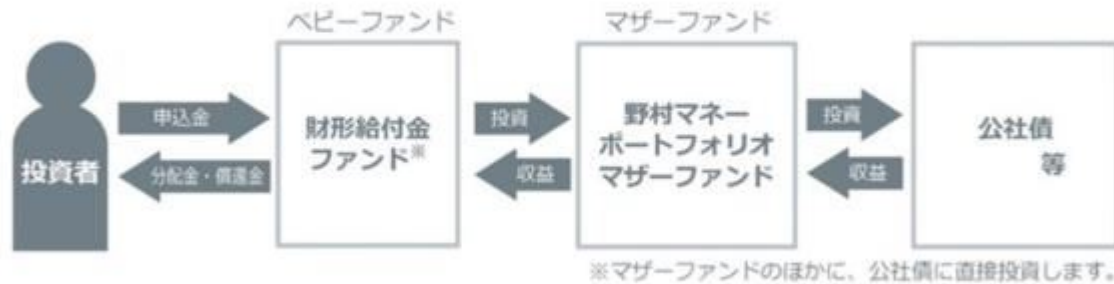 ベビーファンド
マザーファンド
投資者
申込金
分配金・償還金
財形給付金
ファンド※
投資
収益
野村マネー
ポートフォリオ
マザーファンド
投資
収益
公社債
等
※マザーファンドのほかに、公社債に直接投資します。